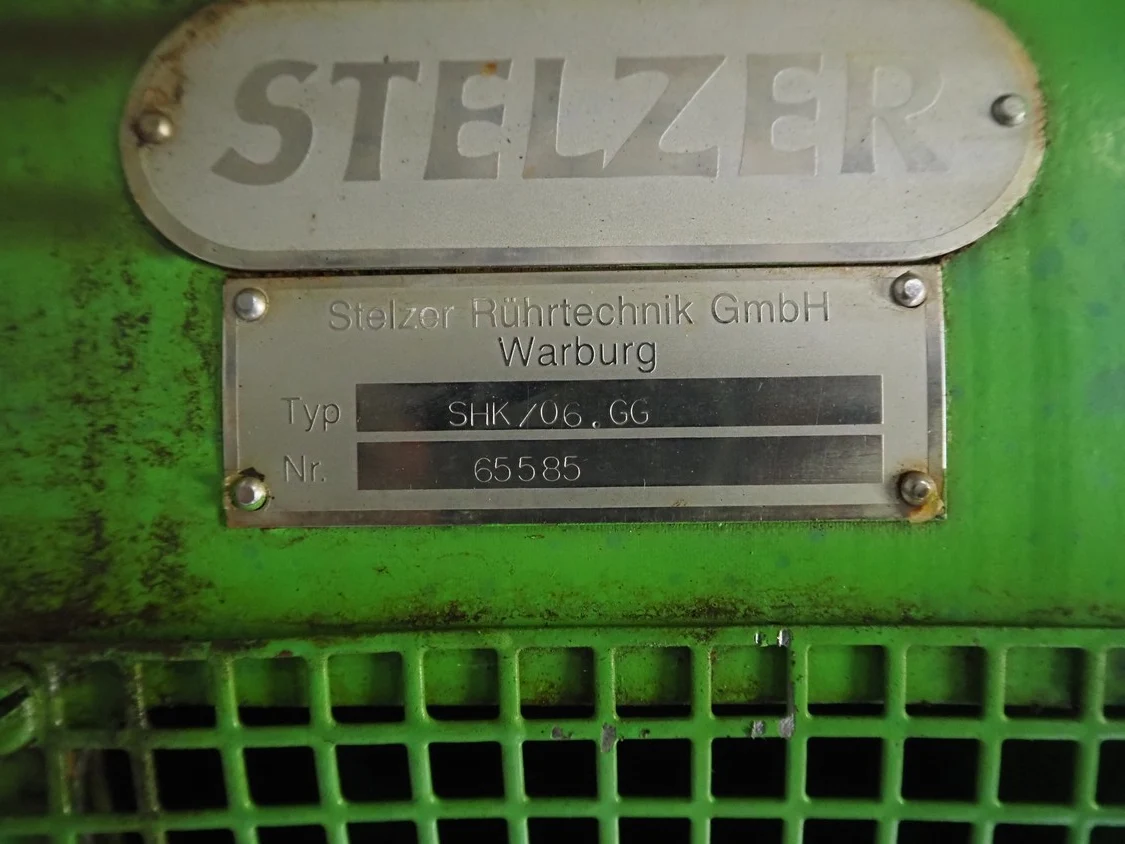 STELZER
Stelzer Rührtechnik GmbH
Warburg
Typ SHK/06.GG
Nr. 65585